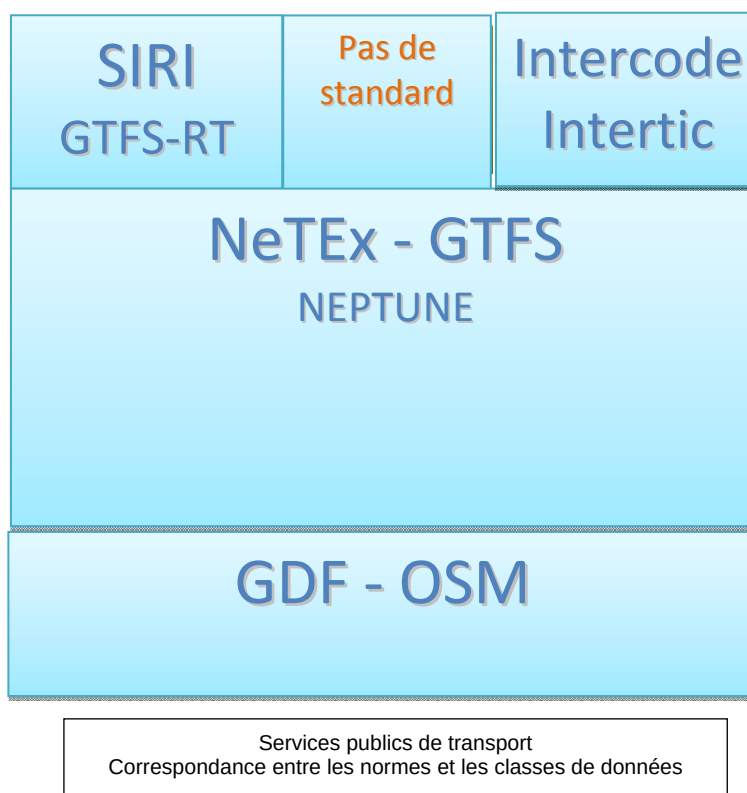 SIRI
GTFS-RT
Pas de
standard
Intercode
Intertic
NeTEx - GTFS
NEPTUNE
GDF - OSM
Services publics de transport
Correspondance entre les normes et les classes de données